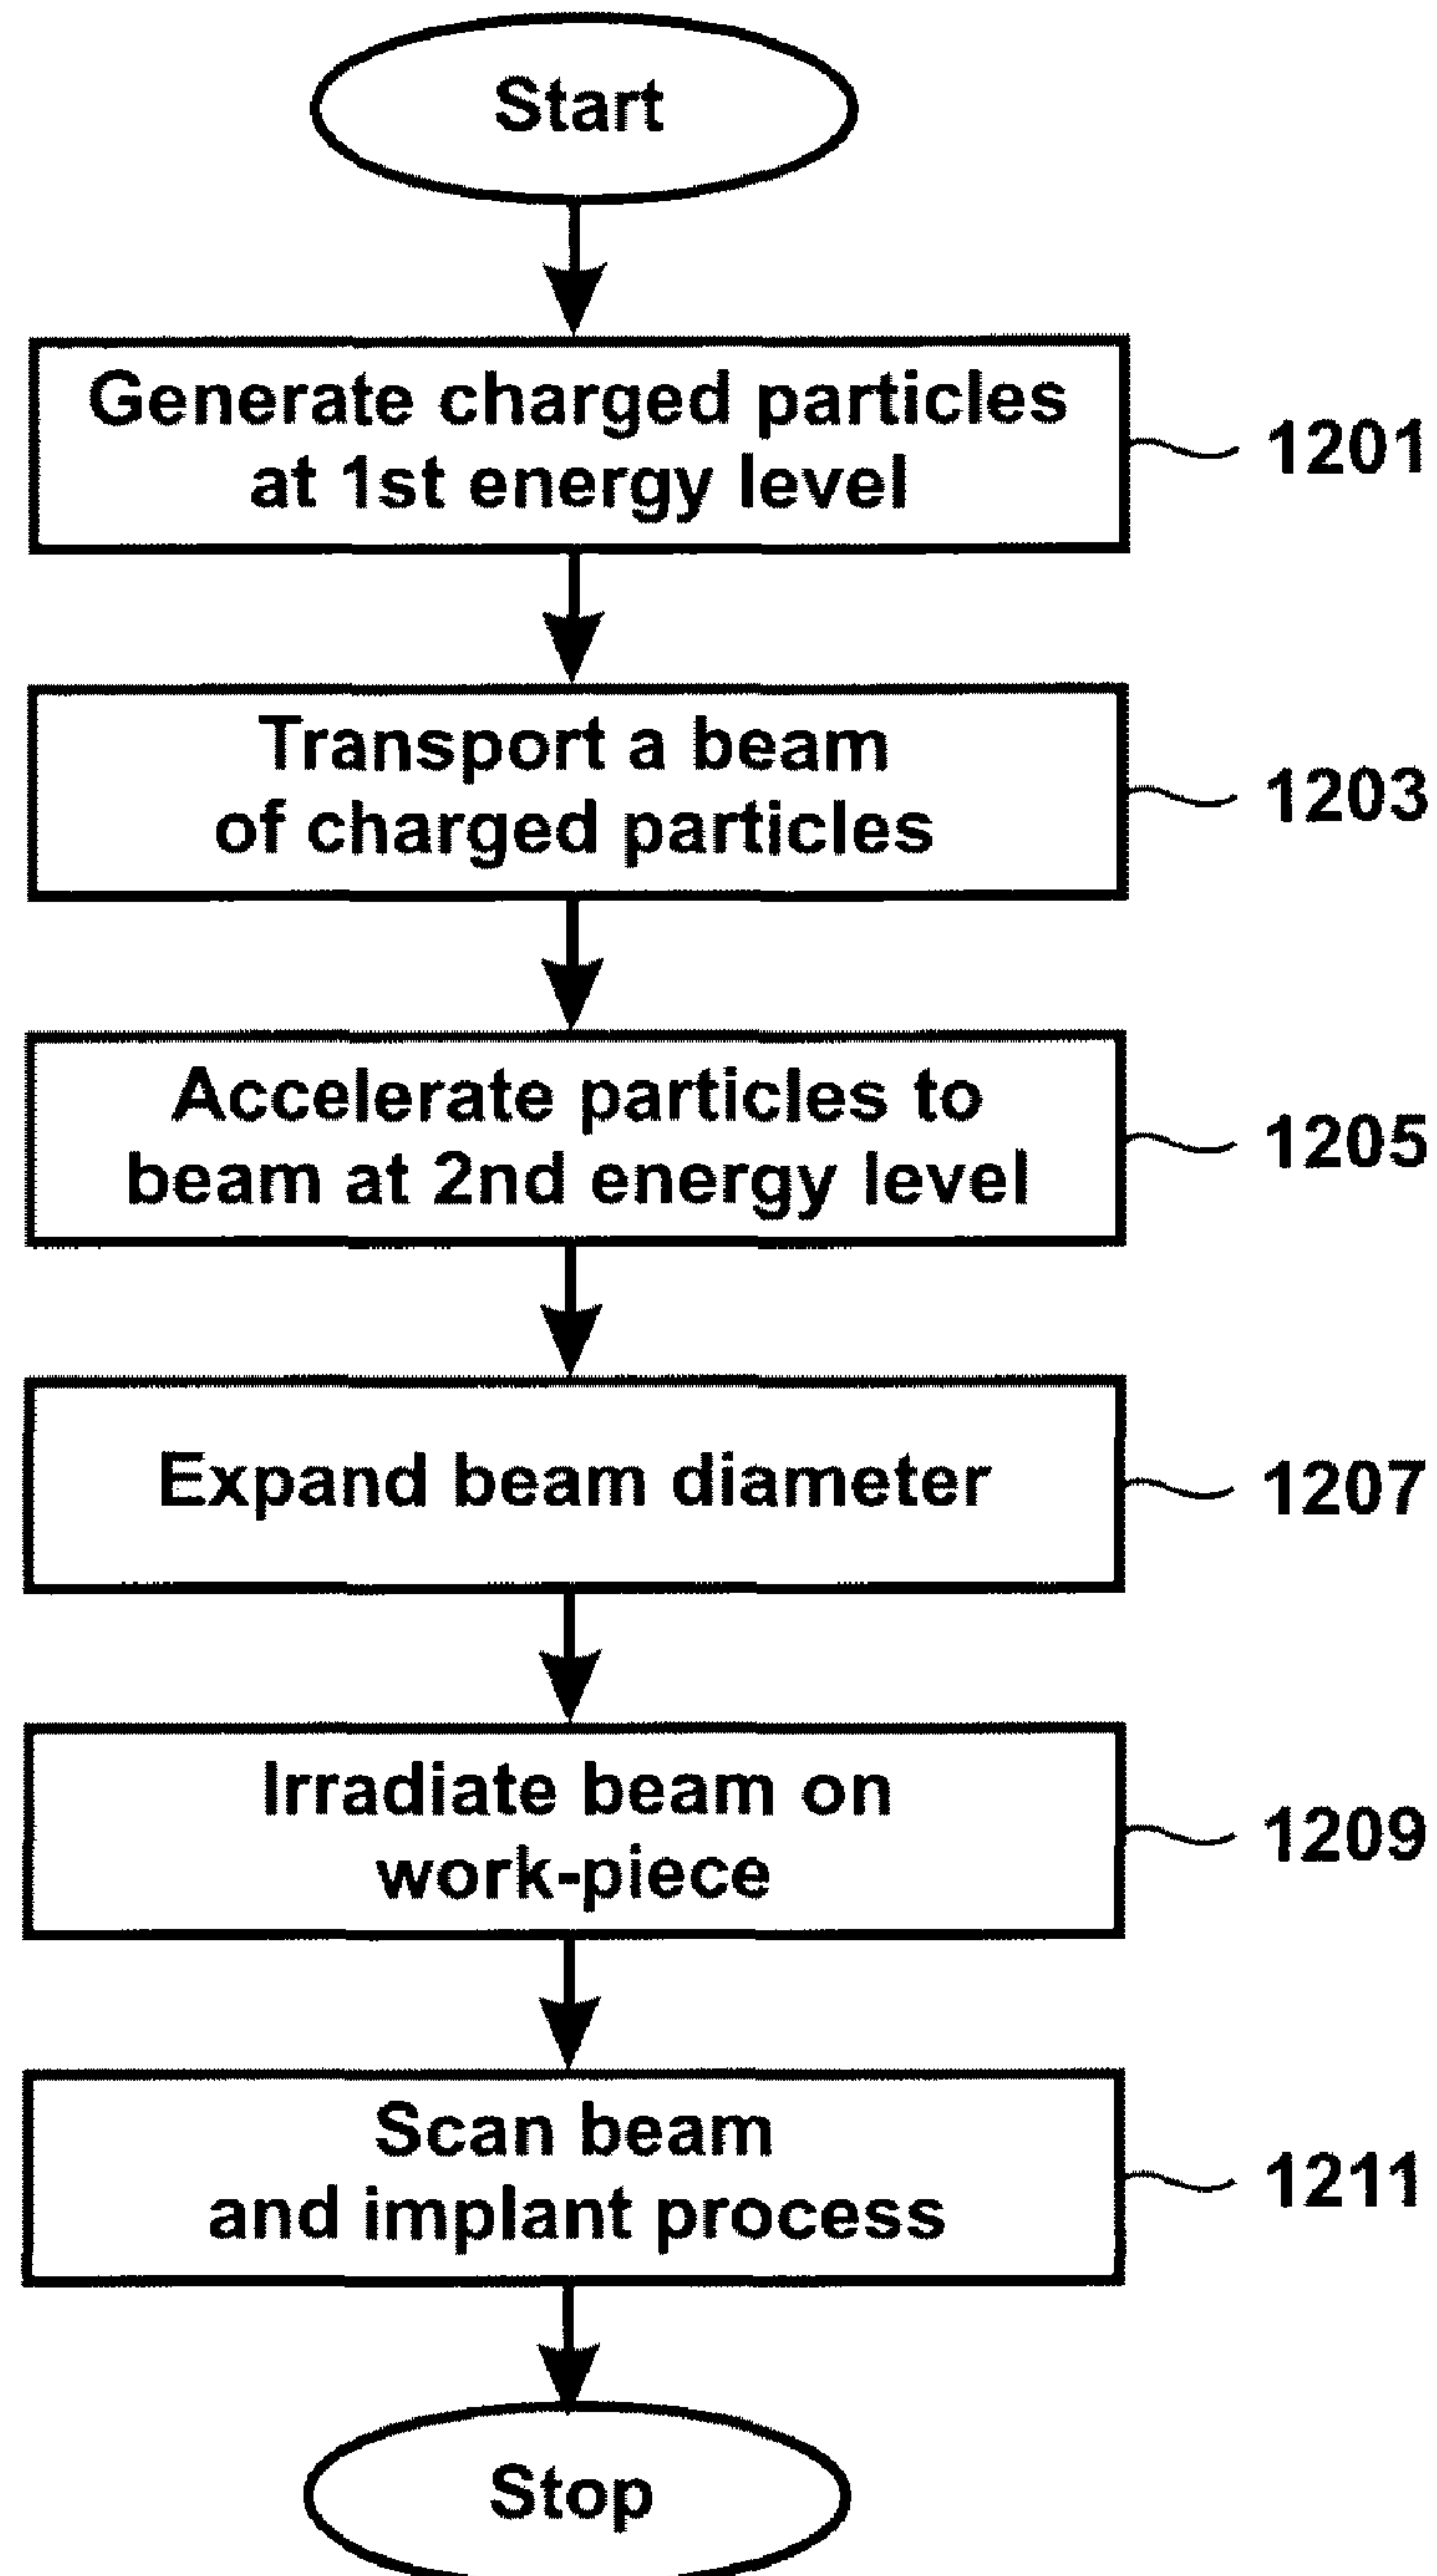 Start
Generate charged particles
at 1st energy level
1201
Transport a beam
of charged particles
1203
Accelerate particles to
beam at 2nd energy level
1205
Expand beam diameter
1207
Irradiate beam on
work-piece
1209
Scan beam
and implant process
1211
Stop